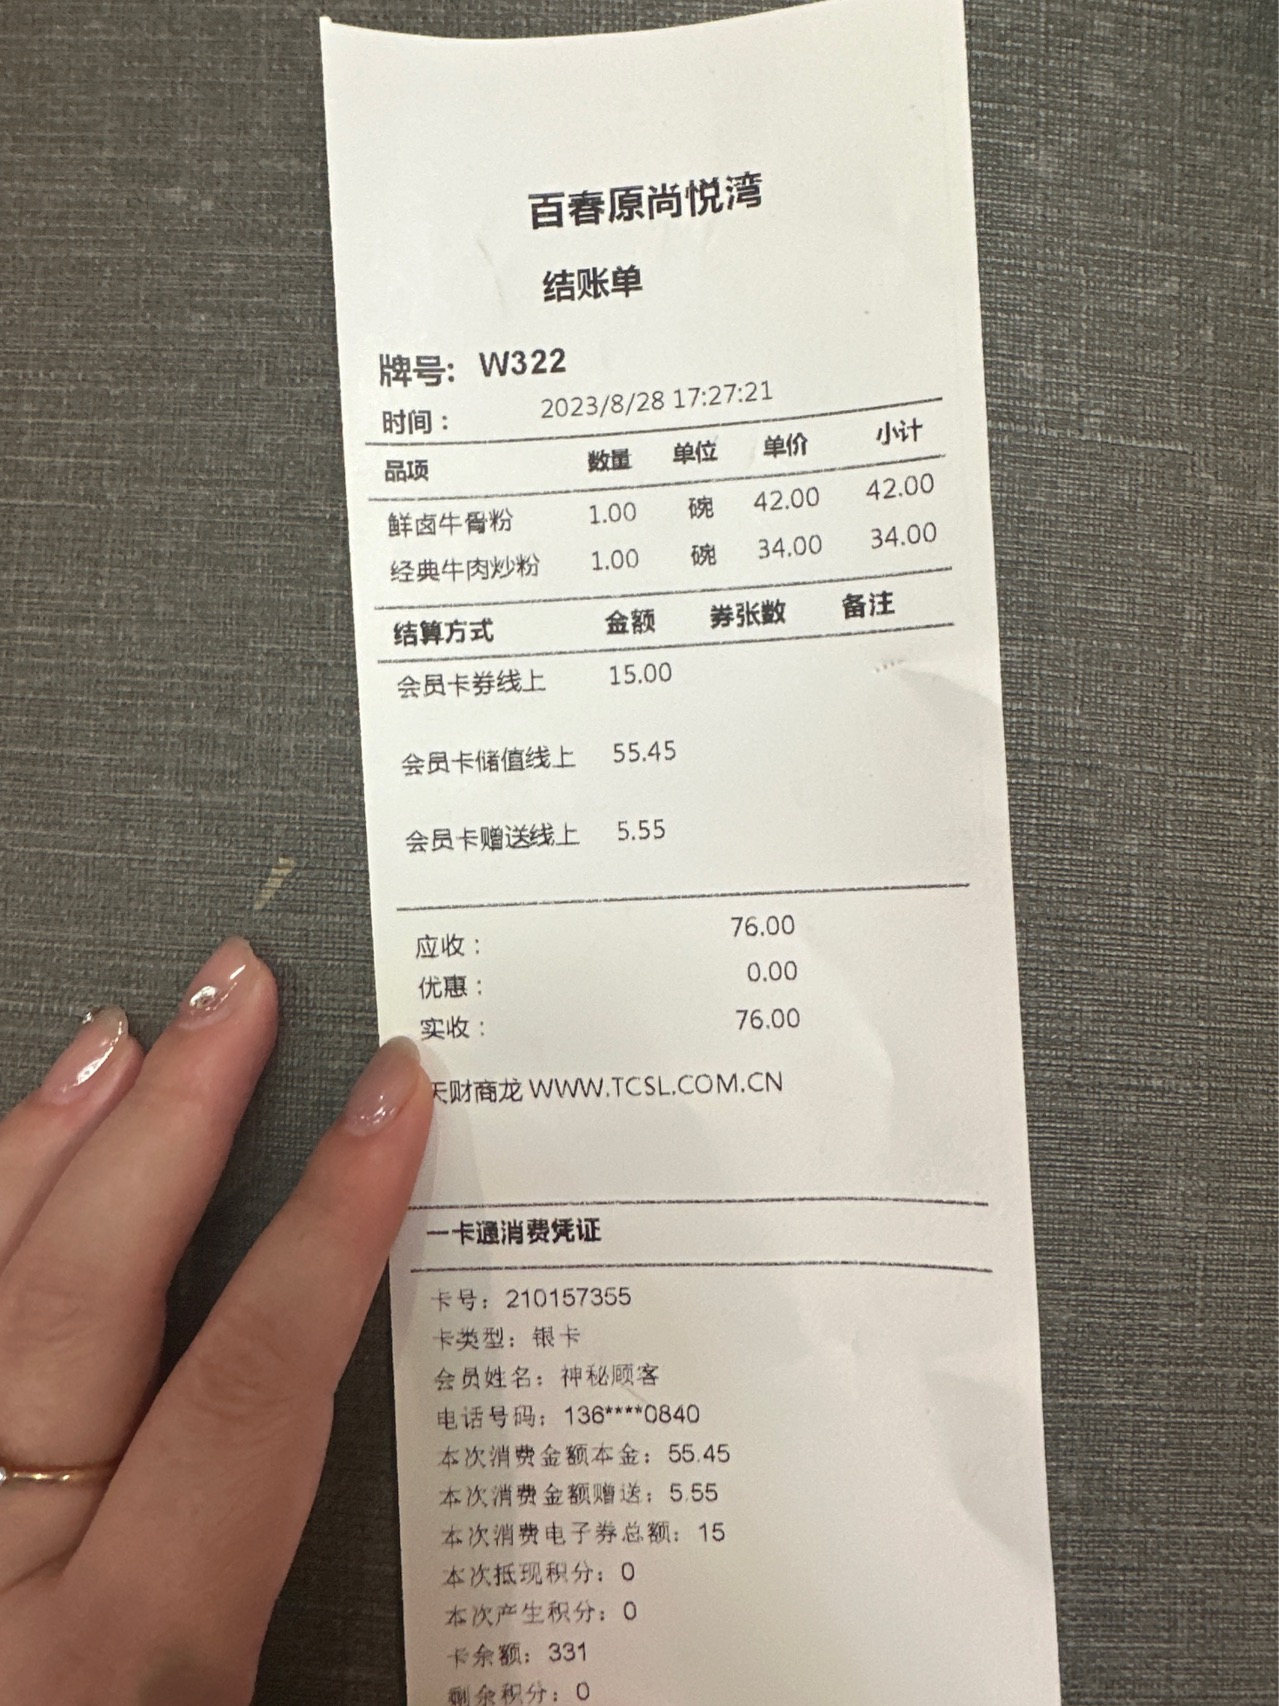 百春原尚悦湾
结账单
牌号: W322
时间: 2023/8/28 17:27:21
品项 数量 单位 单价 小计
鲜卤牛骨粉 1.00 碗 42.00 42.00
经典牛肉炒粉 1.00 碗 34.00 34.00
结算方式 金额 券张数 备注
会员卡券线上 15.00
会员卡储值线上 55.45
会员卡赠送线上 5.55
应收: 76.00
优惠: 0.00
实收: 76.00
天财商龙 WWW.TCSL.COM.CN
一卡通消费凭证
卡号: 210157355
卡类型: 银卡
会员姓名: 神秘顾客
电话号码: 136****0840
本次消费金额本金: 55.45
本次消费金额赠送: 5.55
本次消费电子券总额: 15
本次抵现积分: 0
本次产生积分: 0
卡余额: 331
剩余积分: 0